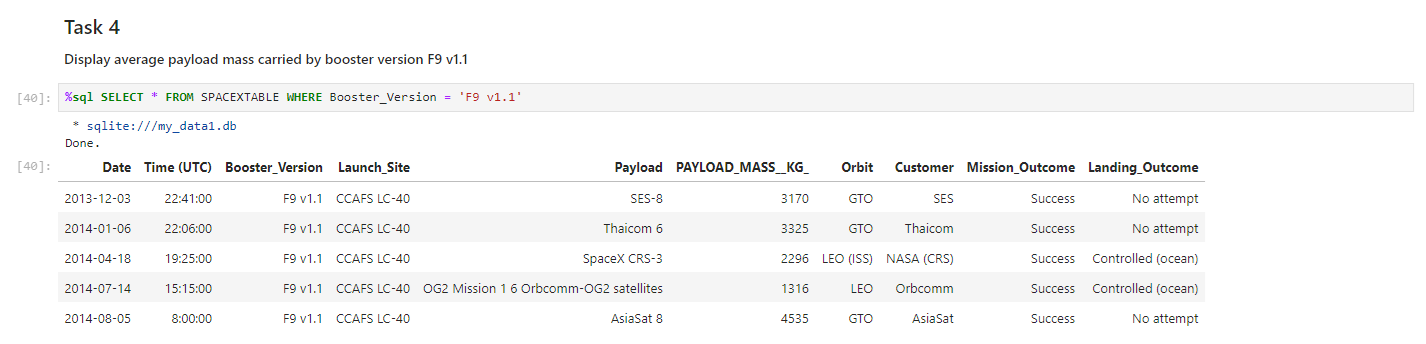 Task 4
Display average payload mass carried by booster version F9 v1.1
[40]: %sql SELECT * FROM SPACEXTABLE WHERE Booster_Version = 'F9 v1.1'
* sqlite:///my_data1.db
Done.
[40]: Date Time (UTC) Booster_Version Launch_Site Payload PAYLOAD_MASS__KG_ Orbit Customer Mission_Outcome Landing_Outcome
2013-12-03 22:41:00 F9 v1.1 CCAFS LC-40 SES-8 3170 GTO SES Success No attempt
2014-01-06 22:06:00 F9 v1.1 CCAFS LC-40 Thaicom 6 3325 GTO Thaicom Success No attempt
2014-04-18 19:25:00 F9 v1.1 CCAFS LC-40 SpaceX CRS-3 2296 LEO (ISS) NASA (CRS) Success Controlled (ocean)
2014-07-14 15:15:00 F9 v1.1 CCAFS LC-40 OG2 Mission 1 6 Orbcomm-OG2 satellites 1316 LEO Orbcomm Success Controlled (ocean)
2014-08-05 8:00:00 F9 v1.1 CCAFS LC-40 AsiaSat 8 4535 GTO AsiaSat Success No attempt